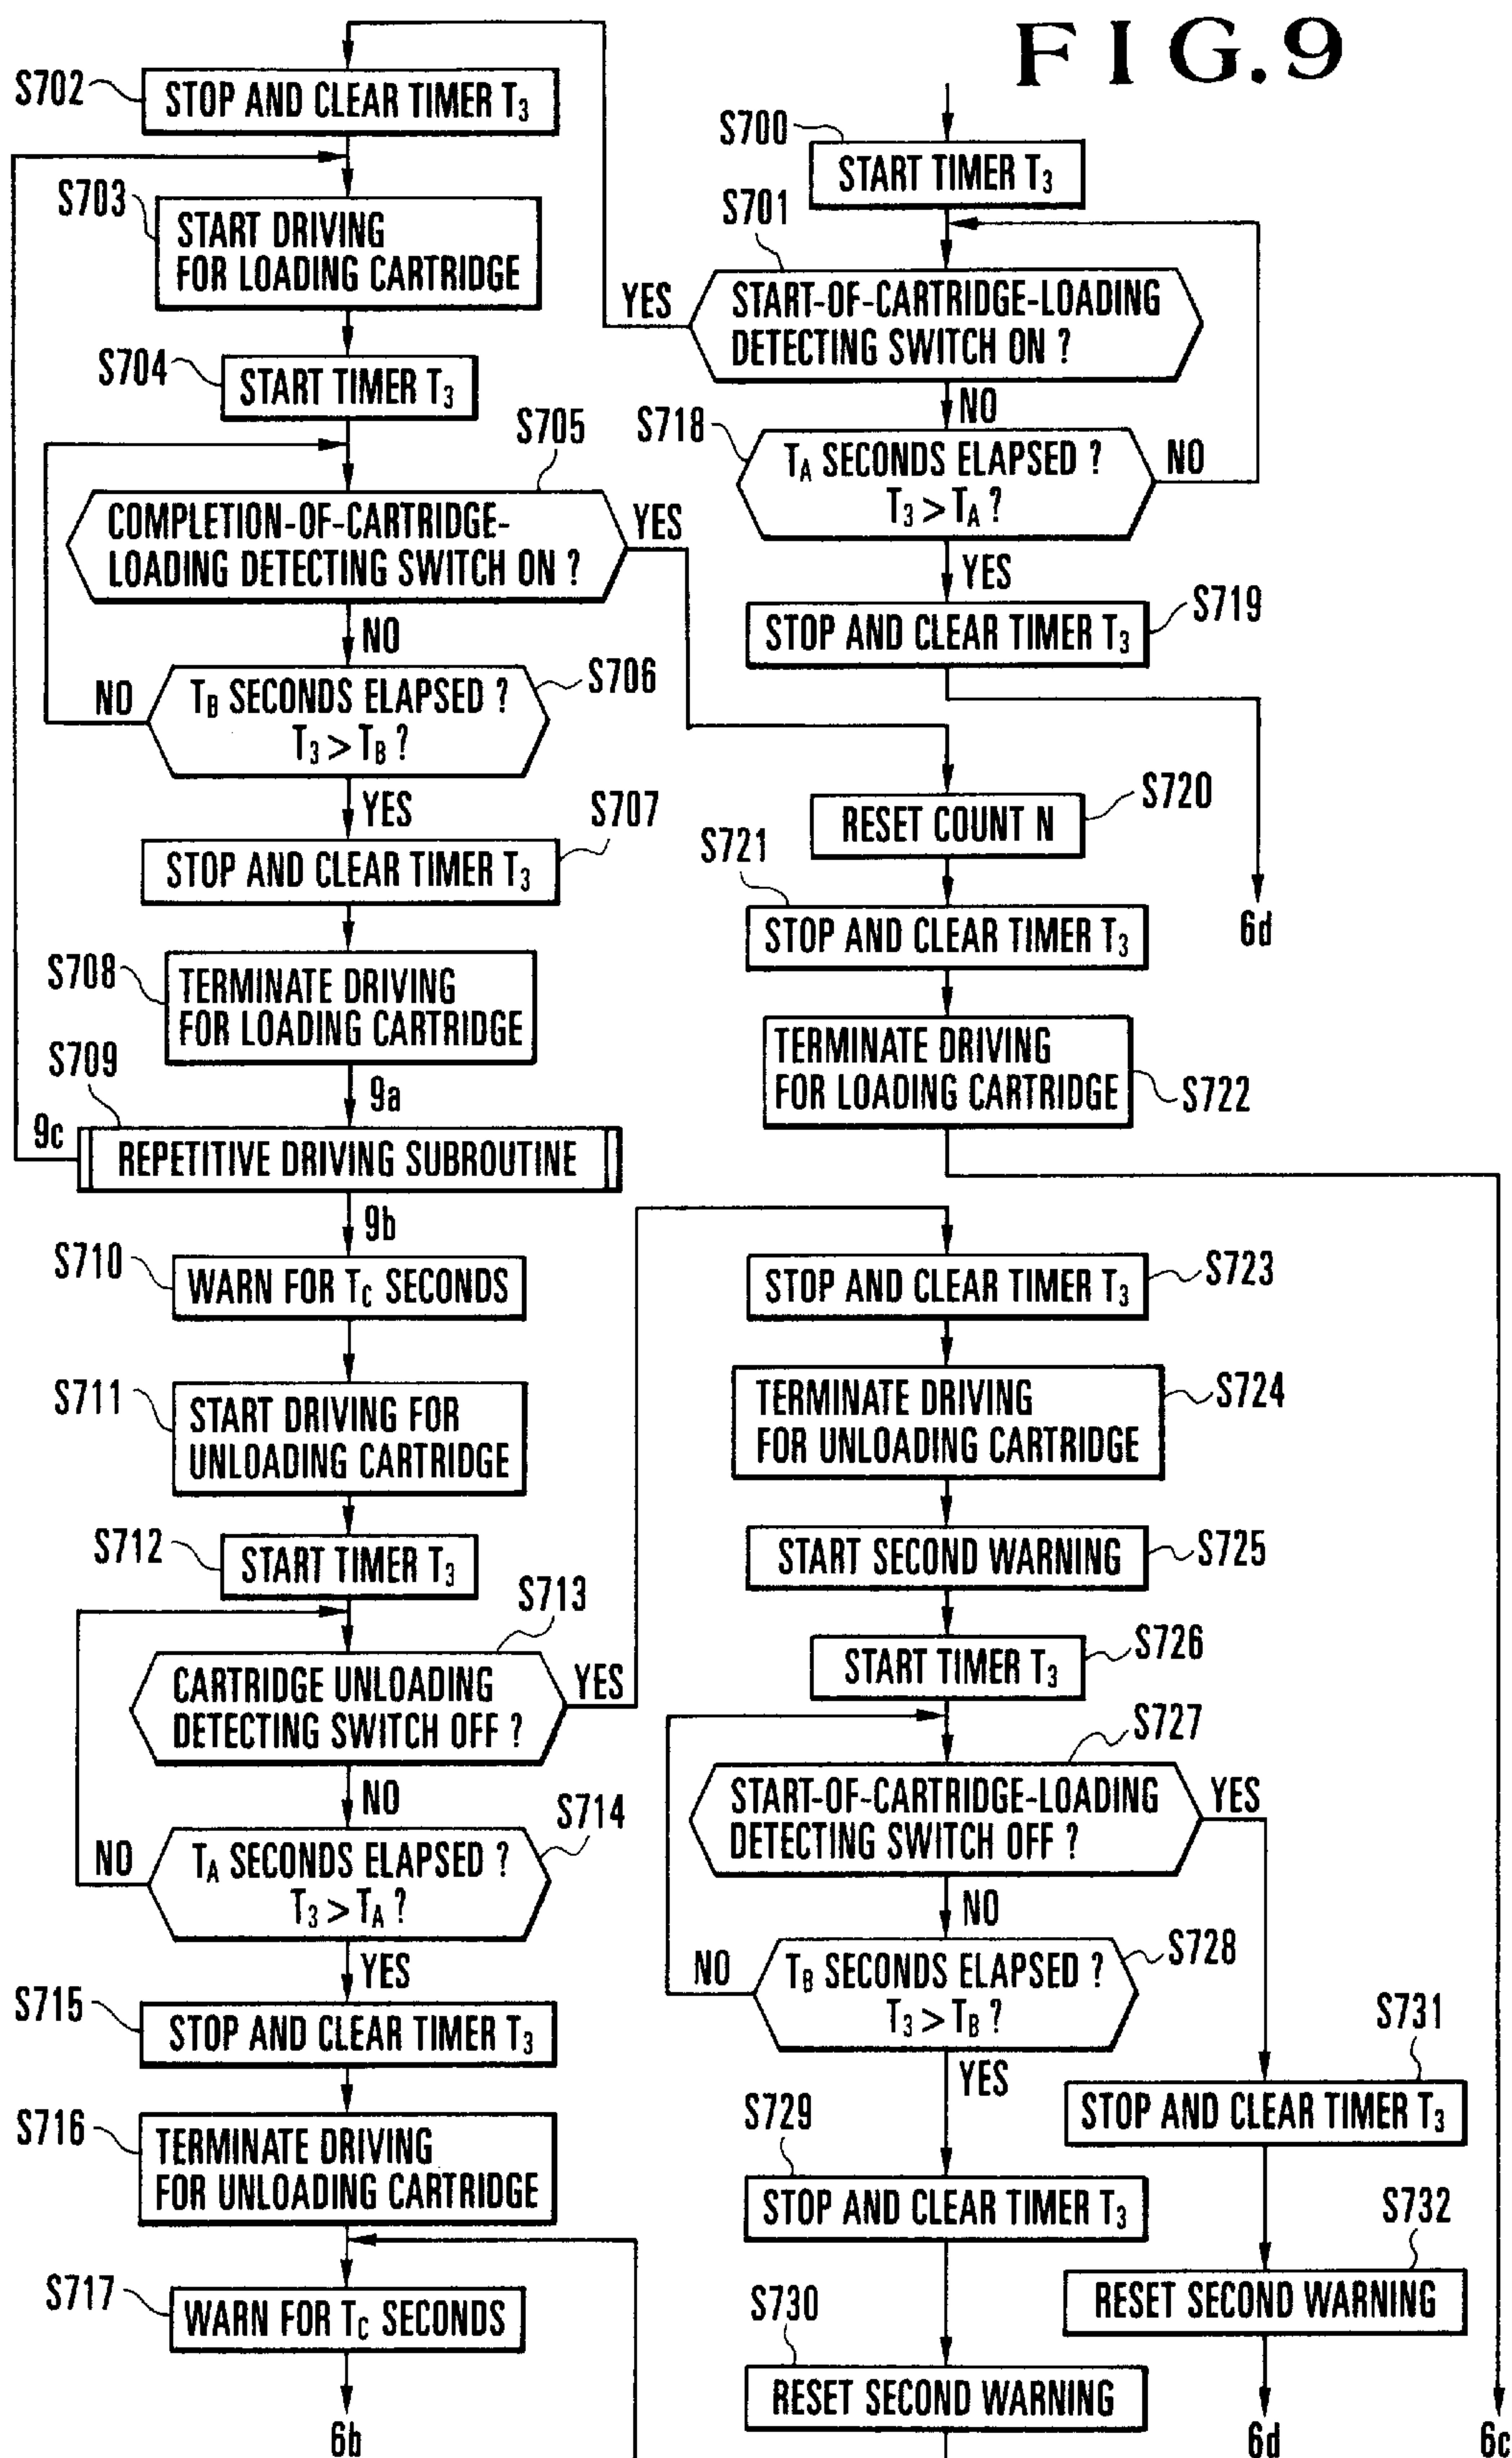 FIG.9
S702
STOP AND CLEAR TIMER T3
S703
START DRIVING
FOR LOADING CARTRIDGE
S704
START TIMER T3
S705
COMPLETION-OF-CARTRIDGE-
LOADING DETECTING SWITCH ON ?
YES
NO
S706
TB SECONDS ELAPSED ?
T3 > TB ?
NO
YES
S707
STOP AND CLEAR TIMER T3
S708
TERMINATE DRIVING
FOR LOADING CARTRIDGE
9a
S709
9c
REPETITIVE DRIVING SUBROUTINE
9b
S710
WARN FOR TC SECONDS
S711
START DRIVING FOR
UNLOADING CARTRIDGE
S712
START TIMER T3
S713
CARTRIDGE UNLOADING
DETECTING SWITCH OFF ?
YES
NO
S714
TA SECONDS ELAPSED ?
T3 > TA ?
NO
YES
S715
STOP AND CLEAR TIMER T3
S716
TERMINATE DRIVING
FOR UNLOADING CARTRIDGE
S717
WARN FOR TC SECONDS
6b
S700
START TIMER T3
S701
START-OF-CARTRIDGE-LOADING
DETECTING SWITCH ON ?
YES
NO
S718
TA SECONDS ELAPSED ?
T3 > TA ?
NO
YES
S719
STOP AND CLEAR TIMER T3
6d
S720
RESET COUNT N
S721
STOP AND CLEAR TIMER T3
S722
TERMINATE DRIVING
FOR LOADING CARTRIDGE
S723
STOP AND CLEAR TIMER T3
S724
TERMINATE DRIVING
FOR UNLOADING CARTRIDGE
S725
START SECOND WARNING
S726
START TIMER T3
S727
START-OF-CARTRIDGE-LOADING
DETECTING SWITCH OFF ?
YES
NO
S728
TB SECONDS ELAPSED ?
T3 > TB ?
NO
YES
S729
STOP AND CLEAR TIMER T3
S730
RESET SECOND WARNING
S731
STOP AND CLEAR TIMER T3
S732
RESET SECOND WARNING
6d
6c